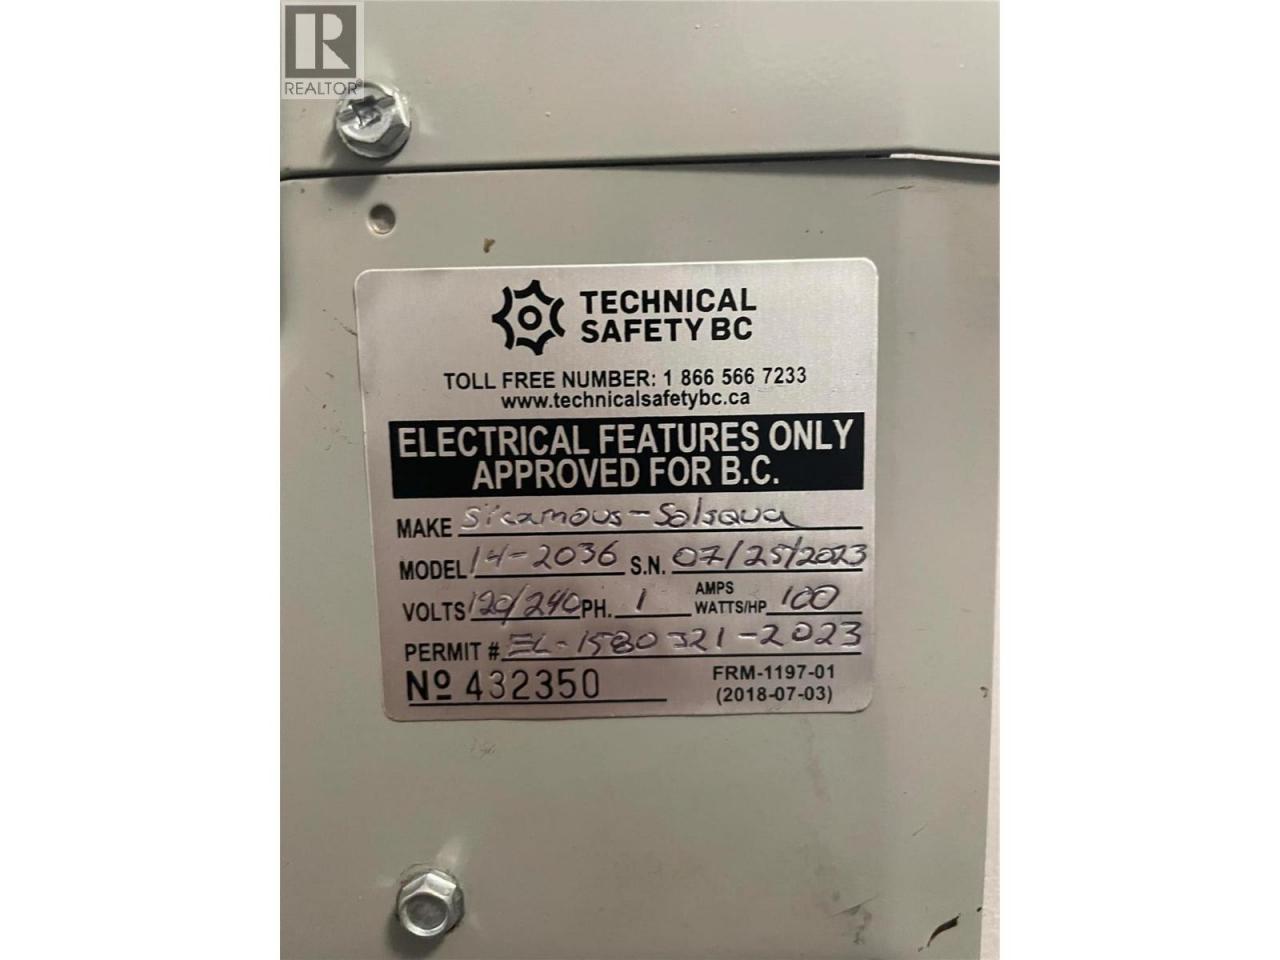 REALTOR®
TECHNICAL
SAFETY BC
TOLL FREE NUMBER: 1 866 566 7233
www.technicalsafetybc.ca
ELECTRICAL FEATURES ONLY
APPROVED FOR B.C.
MAKE Sicamous-Solsqua
MODEL 14-2036 S.N. 07/25/2023
VOLTS 120/240 PH. 1 AMPS WATTS/HP 100
PERMIT # EL-1580321-2023
Nº 432350
FRM-1197-01
(2018-07-03)